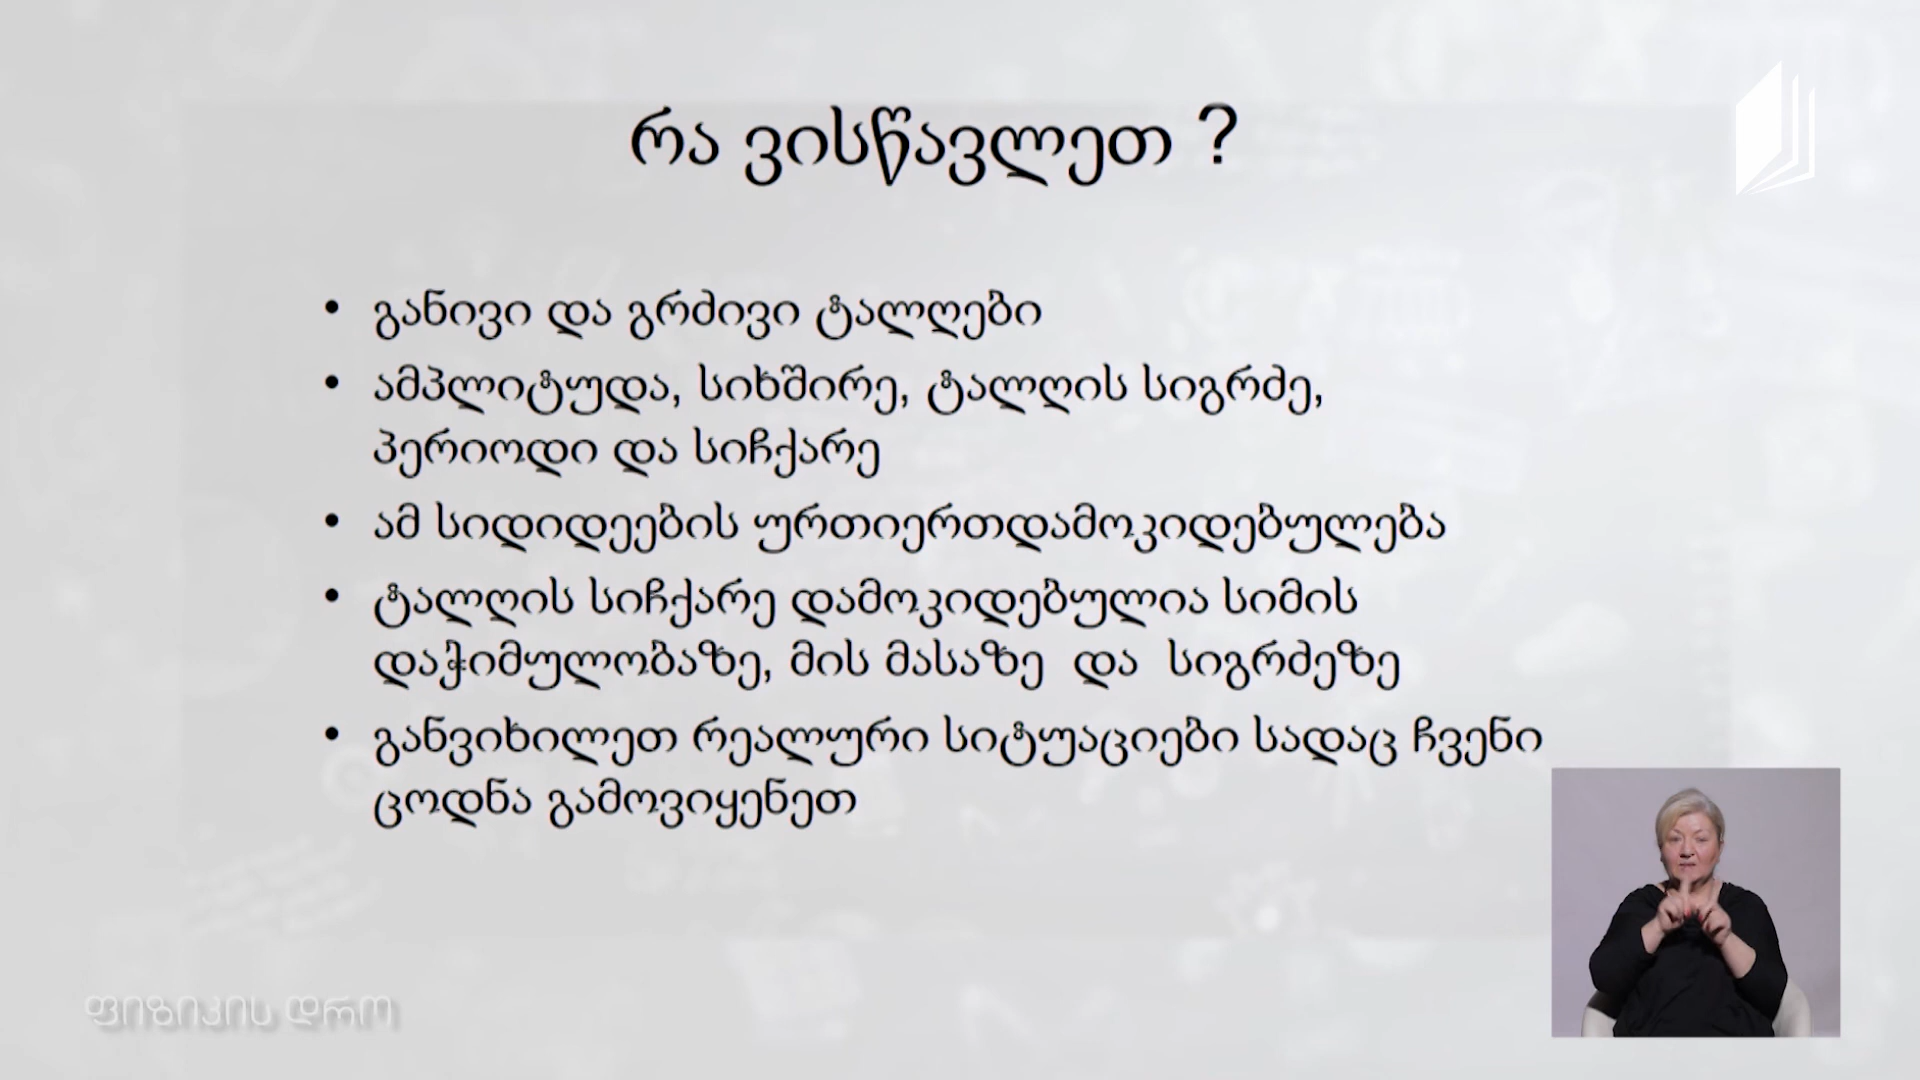 რა ვისწავლეთ ?
• განივი და გრძივი ტალღები
• ამპლიტუდა, სიხშირე, ტალღის სიგრძე,
პერიოდი და სიჩქარე
• ამ სიდიდეების ურთიერთდამოკიდებულება
• ტალღის სიჩქარე დამოკიდებულია სიმის
დაჭიმულობაზე, მის მასაზე და სიგრძეზე
• განვიხილეთ რეალური სიტუაციები სადაც ჩვენი
ცოდნა გამოვიყენეთ
ფიზიკის დრო